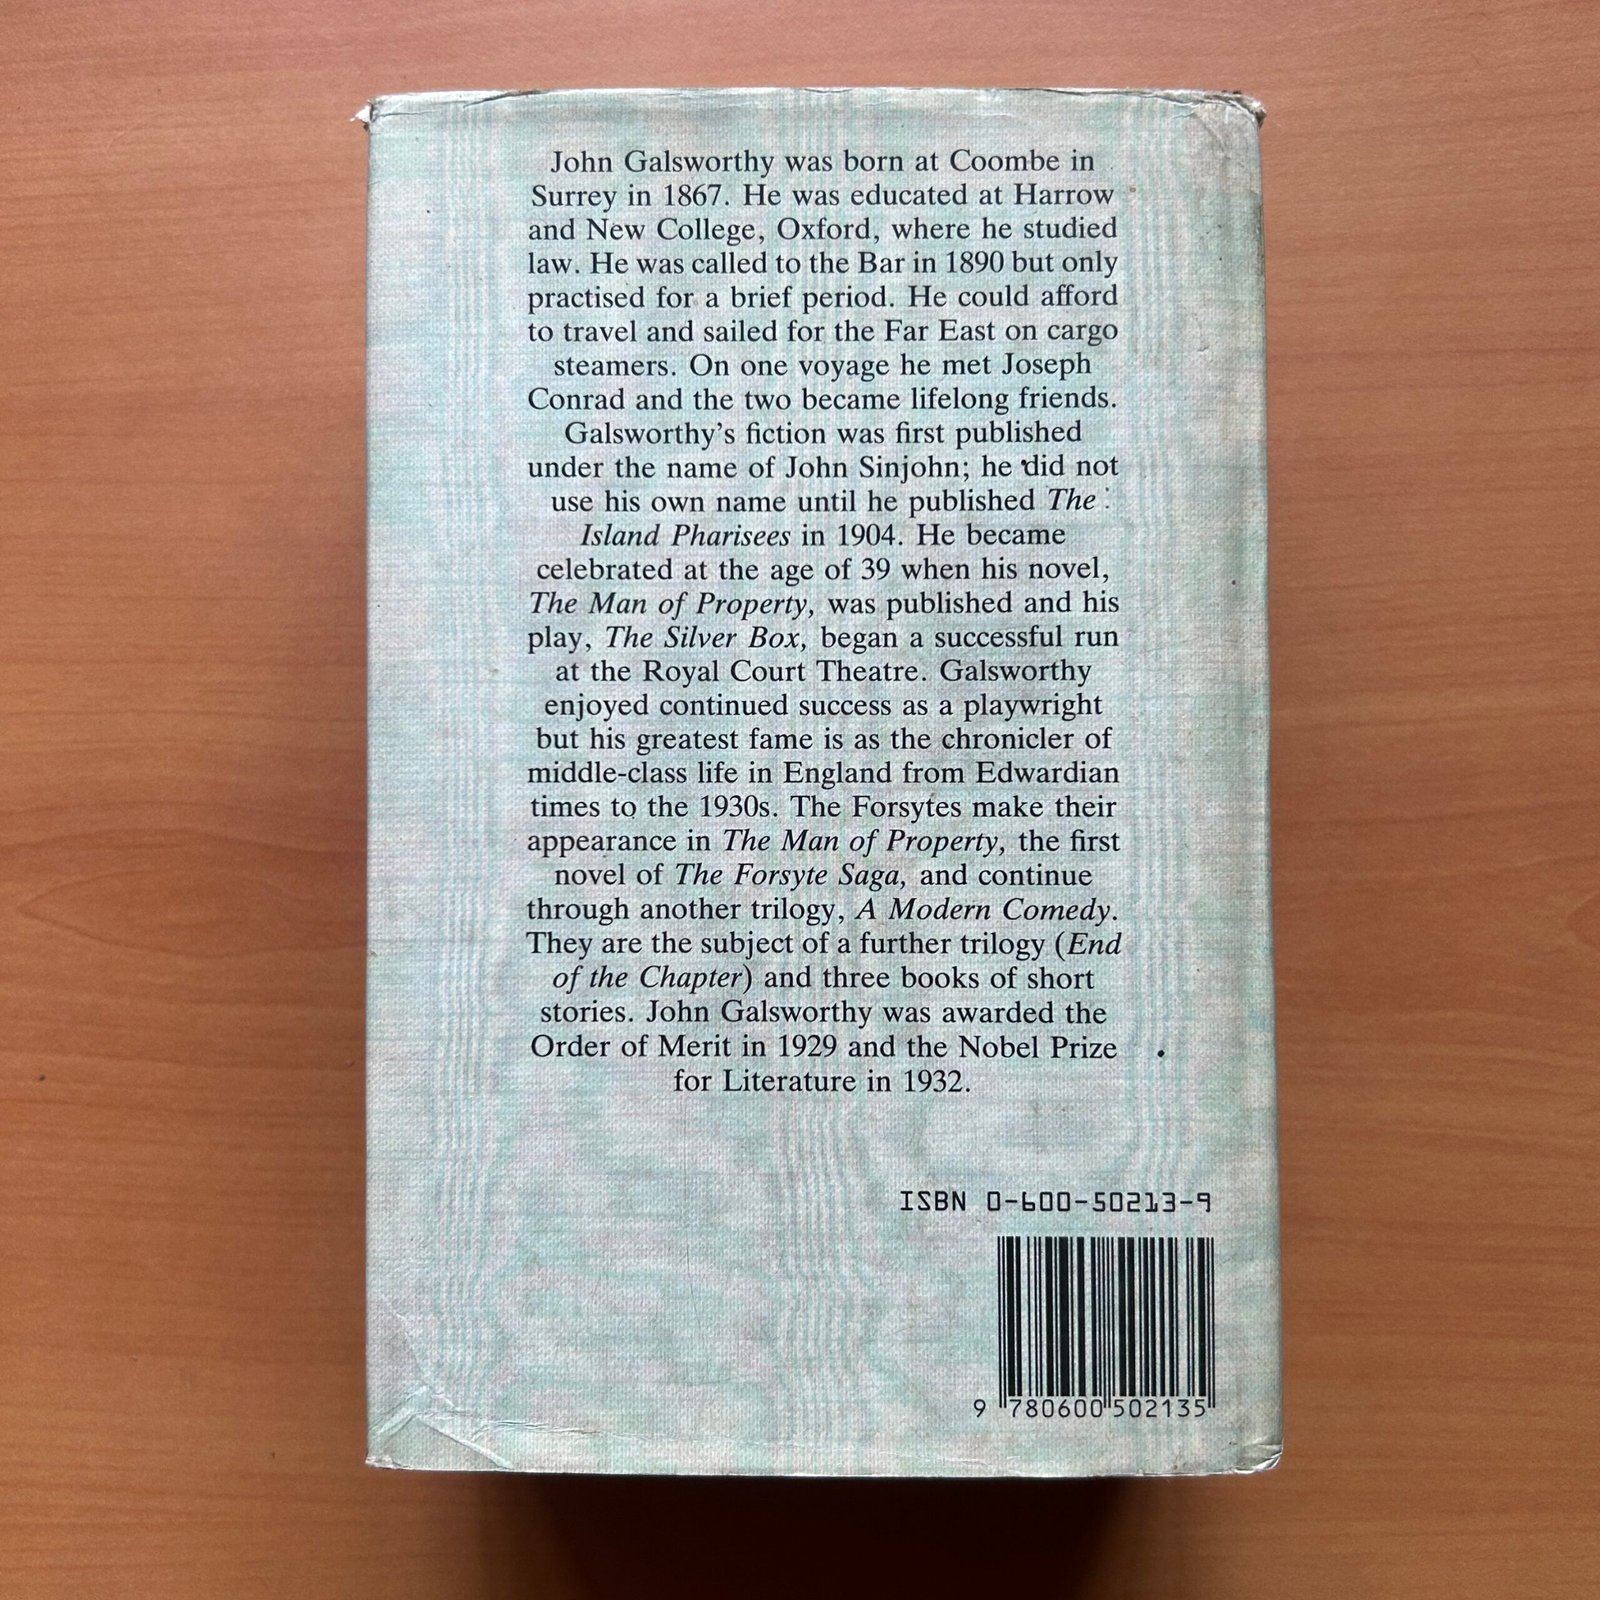 John Galsworthy was born at Coombe in
Surrey in 1867. He was educated at Harrow
and New College, Oxford, where he studied
law. He was called to the Bar in 1890 but only
practised for a brief period. He could afford
to travel and sailed for the Far East on cargo
steamers. On one voyage he met Joseph
Conrad and the two became lifelong friends.
Galsworthy's fiction was first published
under the name of John Sinjohn; he did not
use his own name until he published The
Island Pharisees in 1904. He became
celebrated at the age of 39 when his novel,
The Man of Property, was published and his
play, The Silver Box, began a successful run
at the Royal Court Theatre. Galsworthy
enjoyed continued success as a playwright
but his greatest fame is as the chronicler of
middle-class life in England from Edwardian
times to the 1930s. The Forsytes make their
appearance in The Man of Property, the first
novel of The Forsyte Saga, and continue
through another trilogy, A Modern Comedy.
They are the subject of a further trilogy (End
of the Chapter) and three books of short
stories. John Galsworthy was awarded the
Order of Merit in 1929 and the Nobel Prize
for Literature in 1932.
ISBN 0-600-50213-9
9 780600 502135